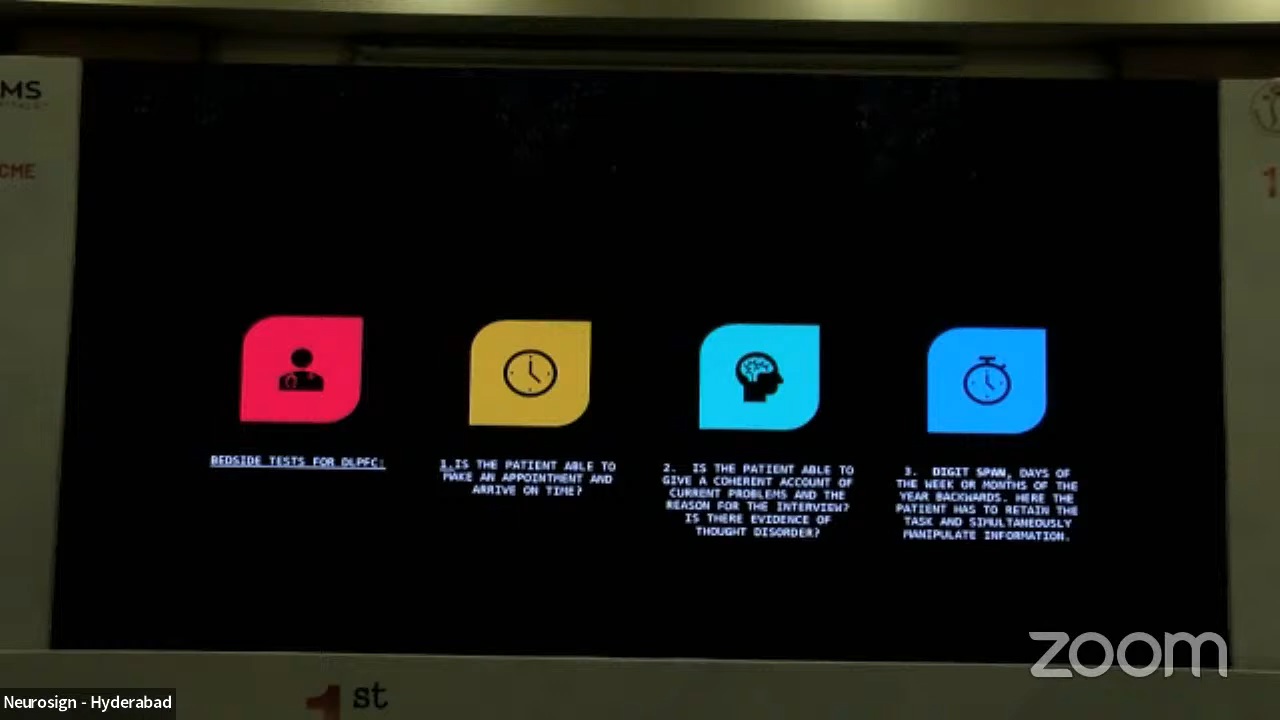 MS
CME
1
BEDSIDE TESTS FOR DLPFC:
1.IS THE PATIENT ABLE TO
MAKE AN APPOINTMENT AND
ARRIVE ON TIME?
2. IS THE PATIENT ABLE TO
GIVE A COHERENT ACCOUNT OF
CURRENT PROBLEMS AND THE
REASON FOR THE INTERVIEW?
IS THERE EVIDENCE OF
THOUGHT DISORDER?
3. DIGIT SPAN, DAYS OF
THE WEEK OR MONTHS OF THE
YEAR BACKWARDS. HERE THE
PATIENT HAS TO RETAIN THE
TASK AND SIMULTANEOUSLY
MANIPULATE INFORMATION.
zoom
Neurosign - Hyderabad
1st